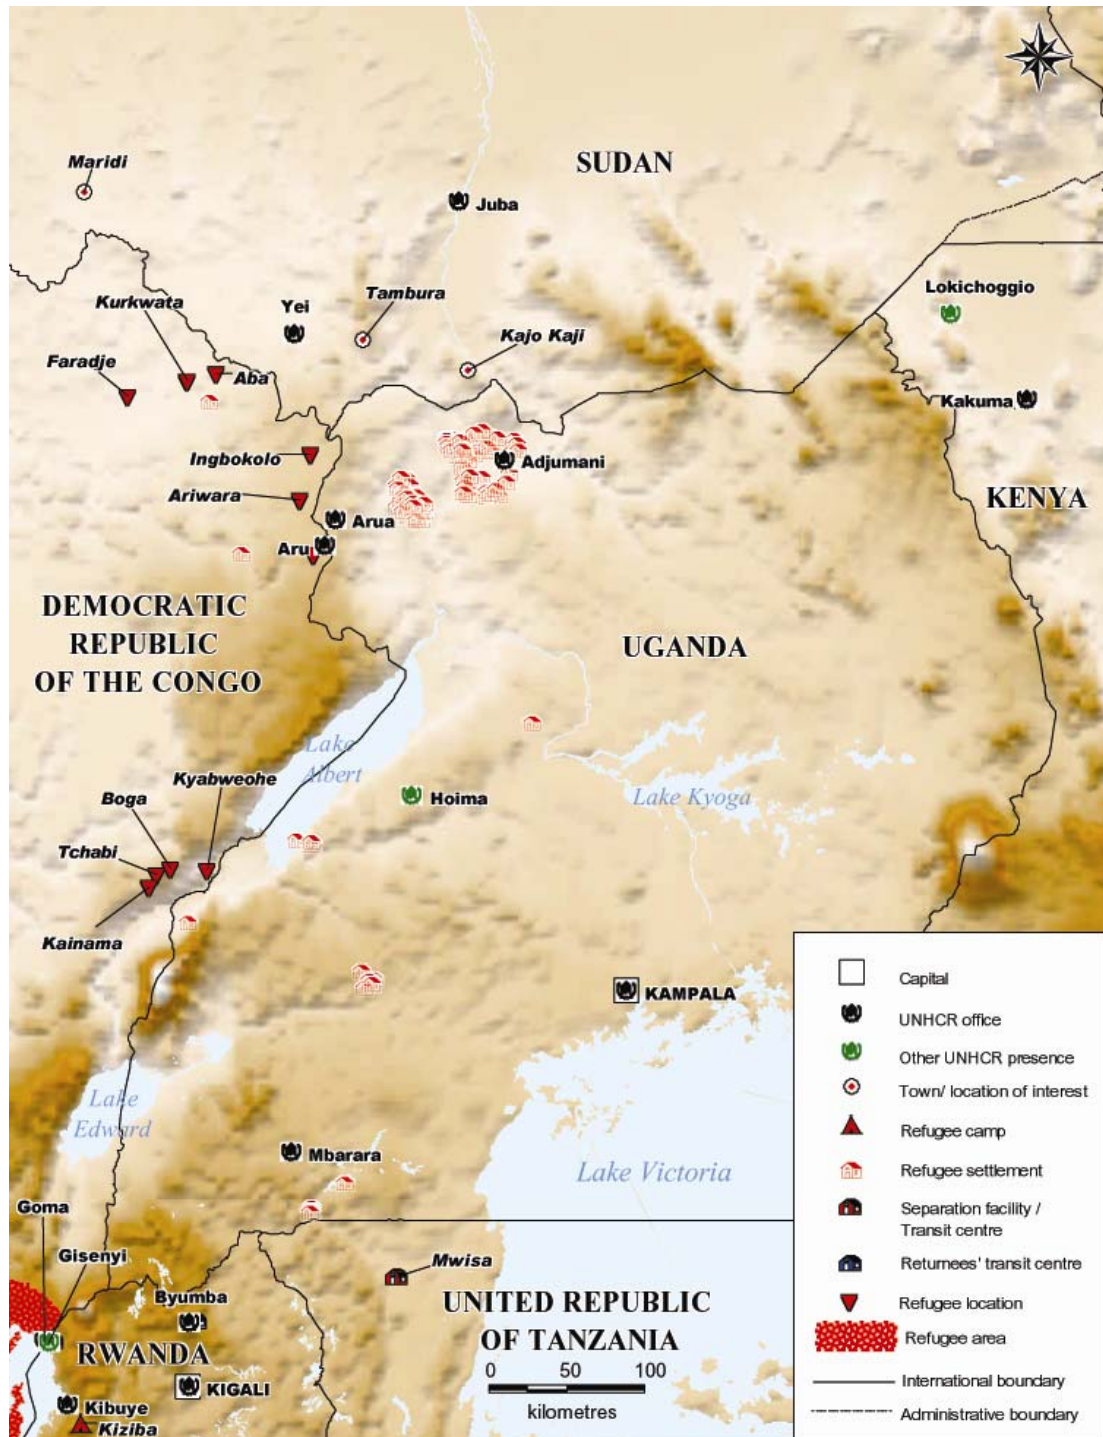 Maridi
SUDAN
Juba
Lokichoggio
Kurkwata
Yei
Tambura
Kajo Kaji
Faradje
Aba
Kakuma
Ingbokolo
Adjumani
Ariwara
KENYA
Arua
Aru
DEMOCRATIC
REPUBLIC
OF THE CONGO
UGANDA
Lake
Albert
Kyabweohe
Boga
Hoima
Lake Kyoga
Tchabi
Kainama
KAMPALA
Lake
Edward
Mbarara
Lake Victoria
Goma
Gisenyi
Mwisa
Byumba
UNITED REPUBLIC
OF TANZANIA
RWANDA
0 50 100
kilometres
KIGALI
Kibuye
Kiziba
Capital
UNHCR office
Other UNHCR presence
Town/ location of interest
Refugee camp
Refugee settlement
Separation facility /
Transit centre
Returnees' transit centre
Refugee location
Refugee area
International boundary
Administrative boundary